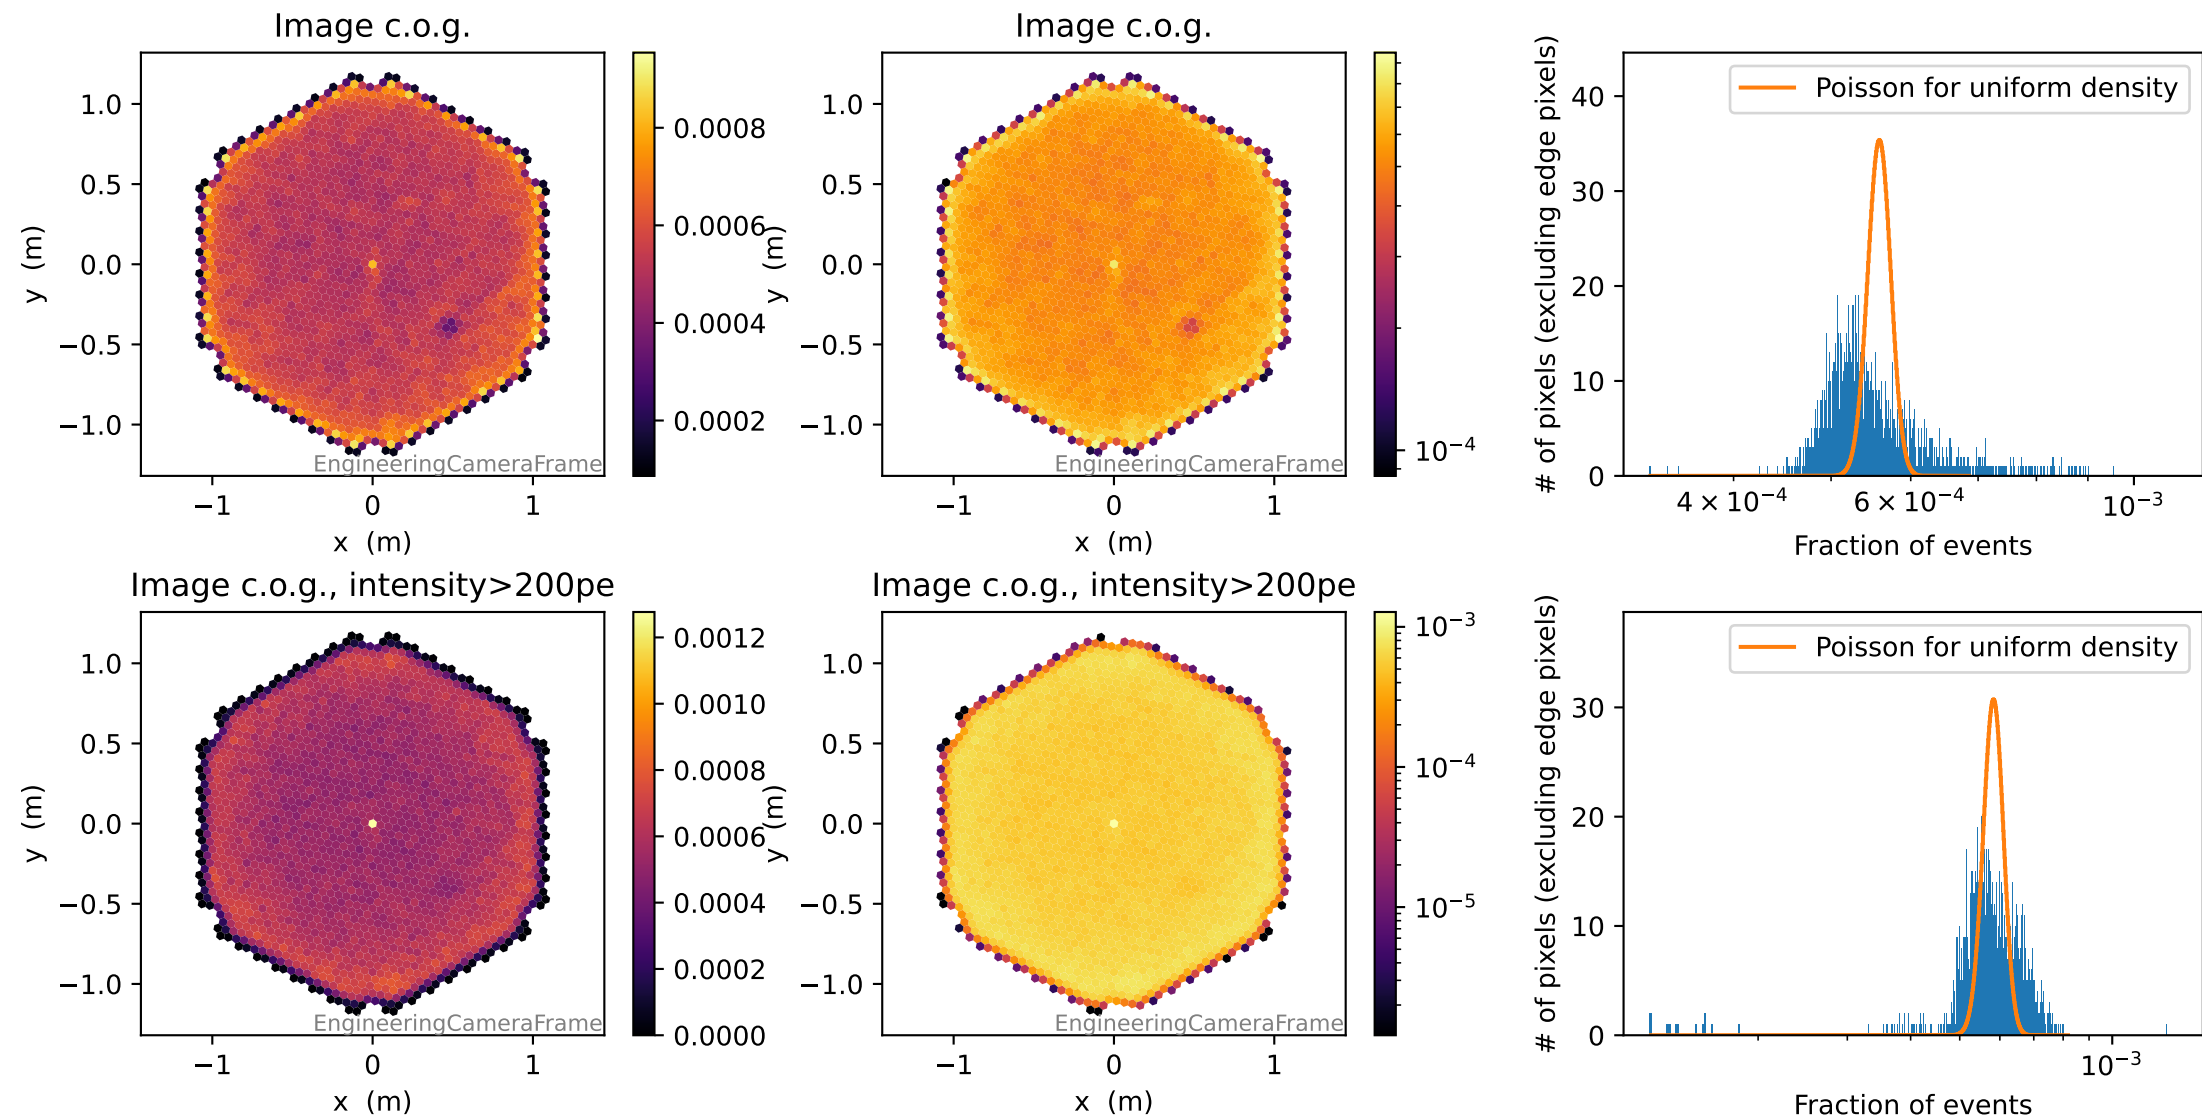 Image c.o.g.
1.0
0.5
0.0
−0.5
−1.0
y (m)
−1
0
1
x (m)
EngineeringCameraFrame
0.0008
0.0006
0.0004
0.0002
Image c.o.g.
1.0
0.5
0.0
−0.5
−1.0
y (m)
−1
0
1
x (m)
EngineeringCameraFrame
10⁻⁴
# of pixels (excluding edge pixels)
40
30
20
10
0
Poisson for uniform density
4 × 10⁻⁴
6 × 10⁻⁴
10⁻³
Fraction of events
Image c.o.g., intensity>200pe
1.0
0.5
0.0
−0.5
−1.0
y (m)
−1
0
1
x (m)
EngineeringCameraFrame
0.0012
0.0010
0.0008
0.0006
0.0004
0.0002
0.0000
Image c.o.g., intensity>200pe
1.0
0.5
0.0
−0.5
−1.0
y (m)
−1
0
1
x (m)
EngineeringCameraFrame
10⁻³
10⁻⁴
10⁻⁵
# of pixels (excluding edge pixels)
30
20
10
0
Poisson for uniform density
10⁻³
Fraction of events